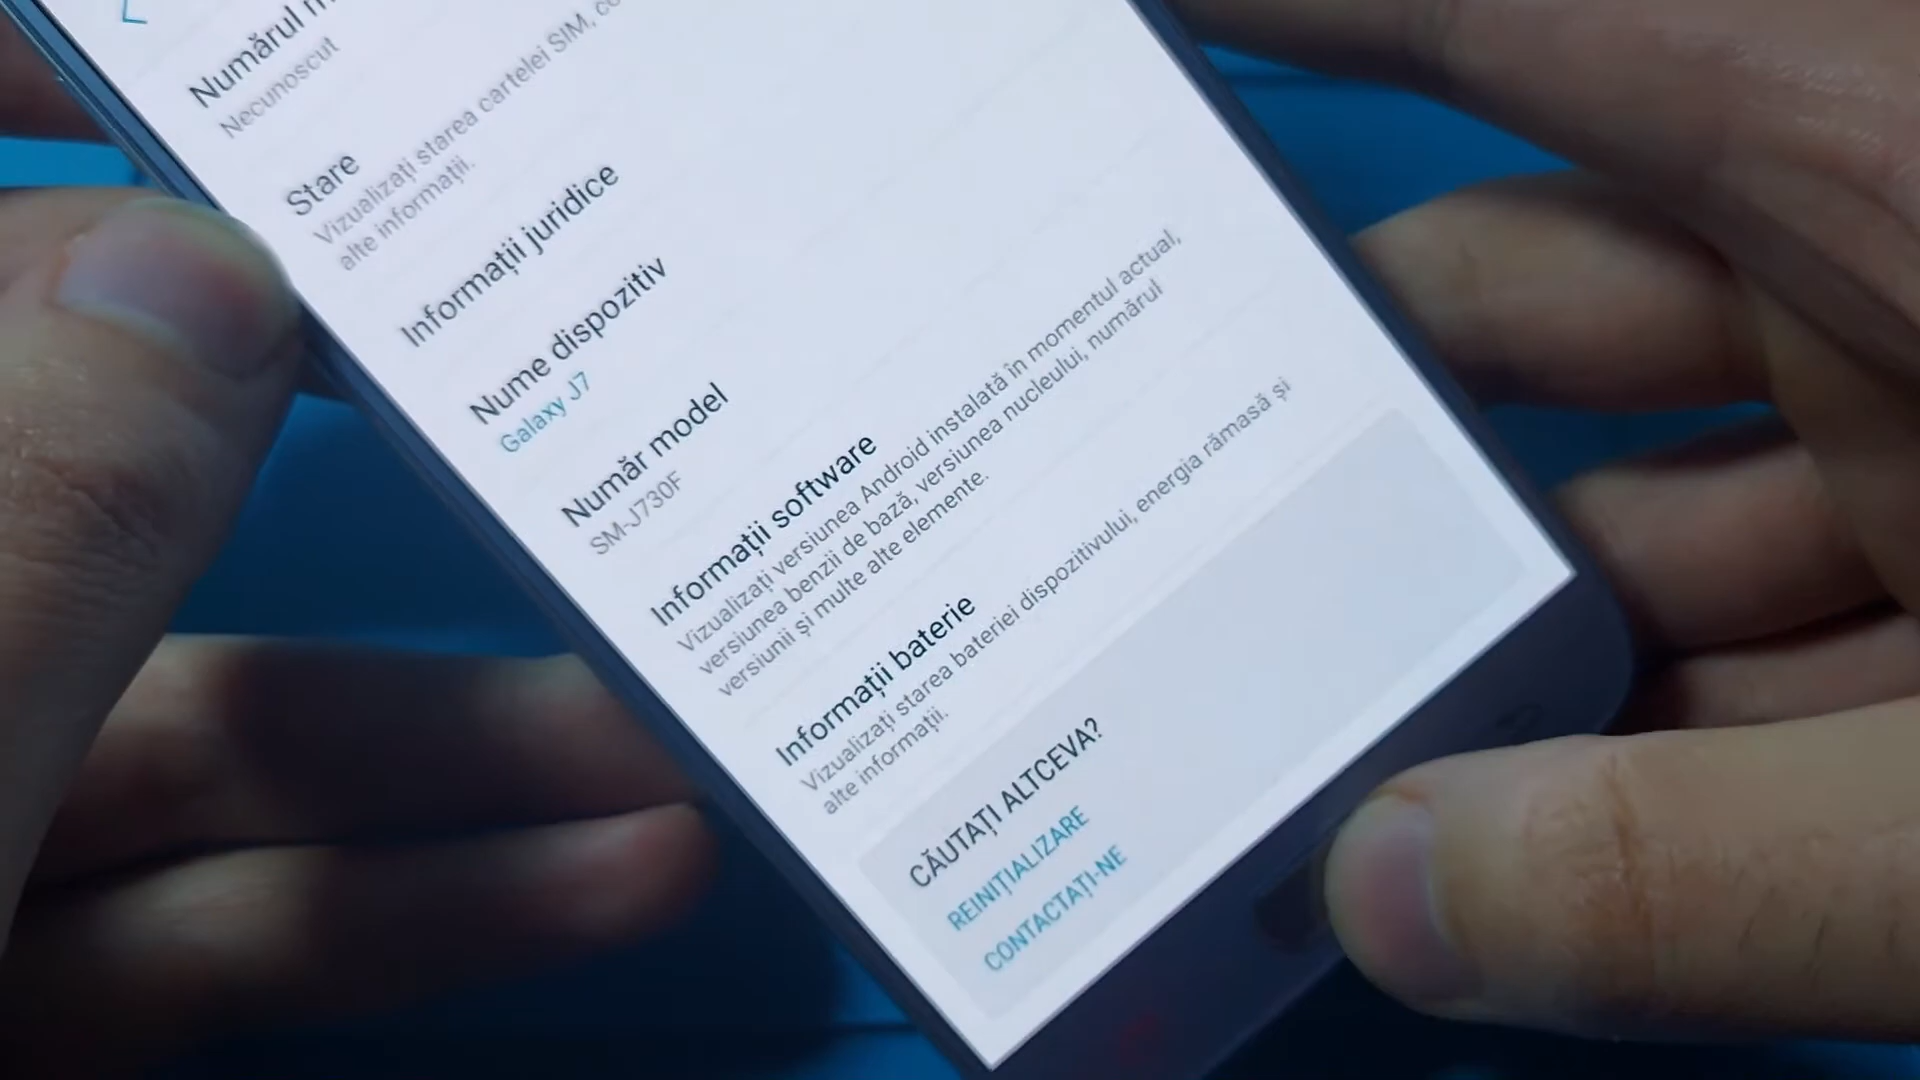 Numărul
Necunoscut
Stare
Vizualizați starea cartelei SIM,
alte informații.
Informații juridice
Nume dispozitiv
Galaxy J7
Număr model
SM-J730F
Informații software
Vizualizați versiunea Android instalată în momentul actual,
versiunea benzii de bază, versiunea nucleului, numărul
versiunii și multe alte elemente.
Informații baterie
Vizualizați starea bateriei dispozitivului, energia rămasă și
alte informații.
CĂUTAȚI ALTCEVA?
REINIȚIALIZARE
CONTACTAȚI-NE